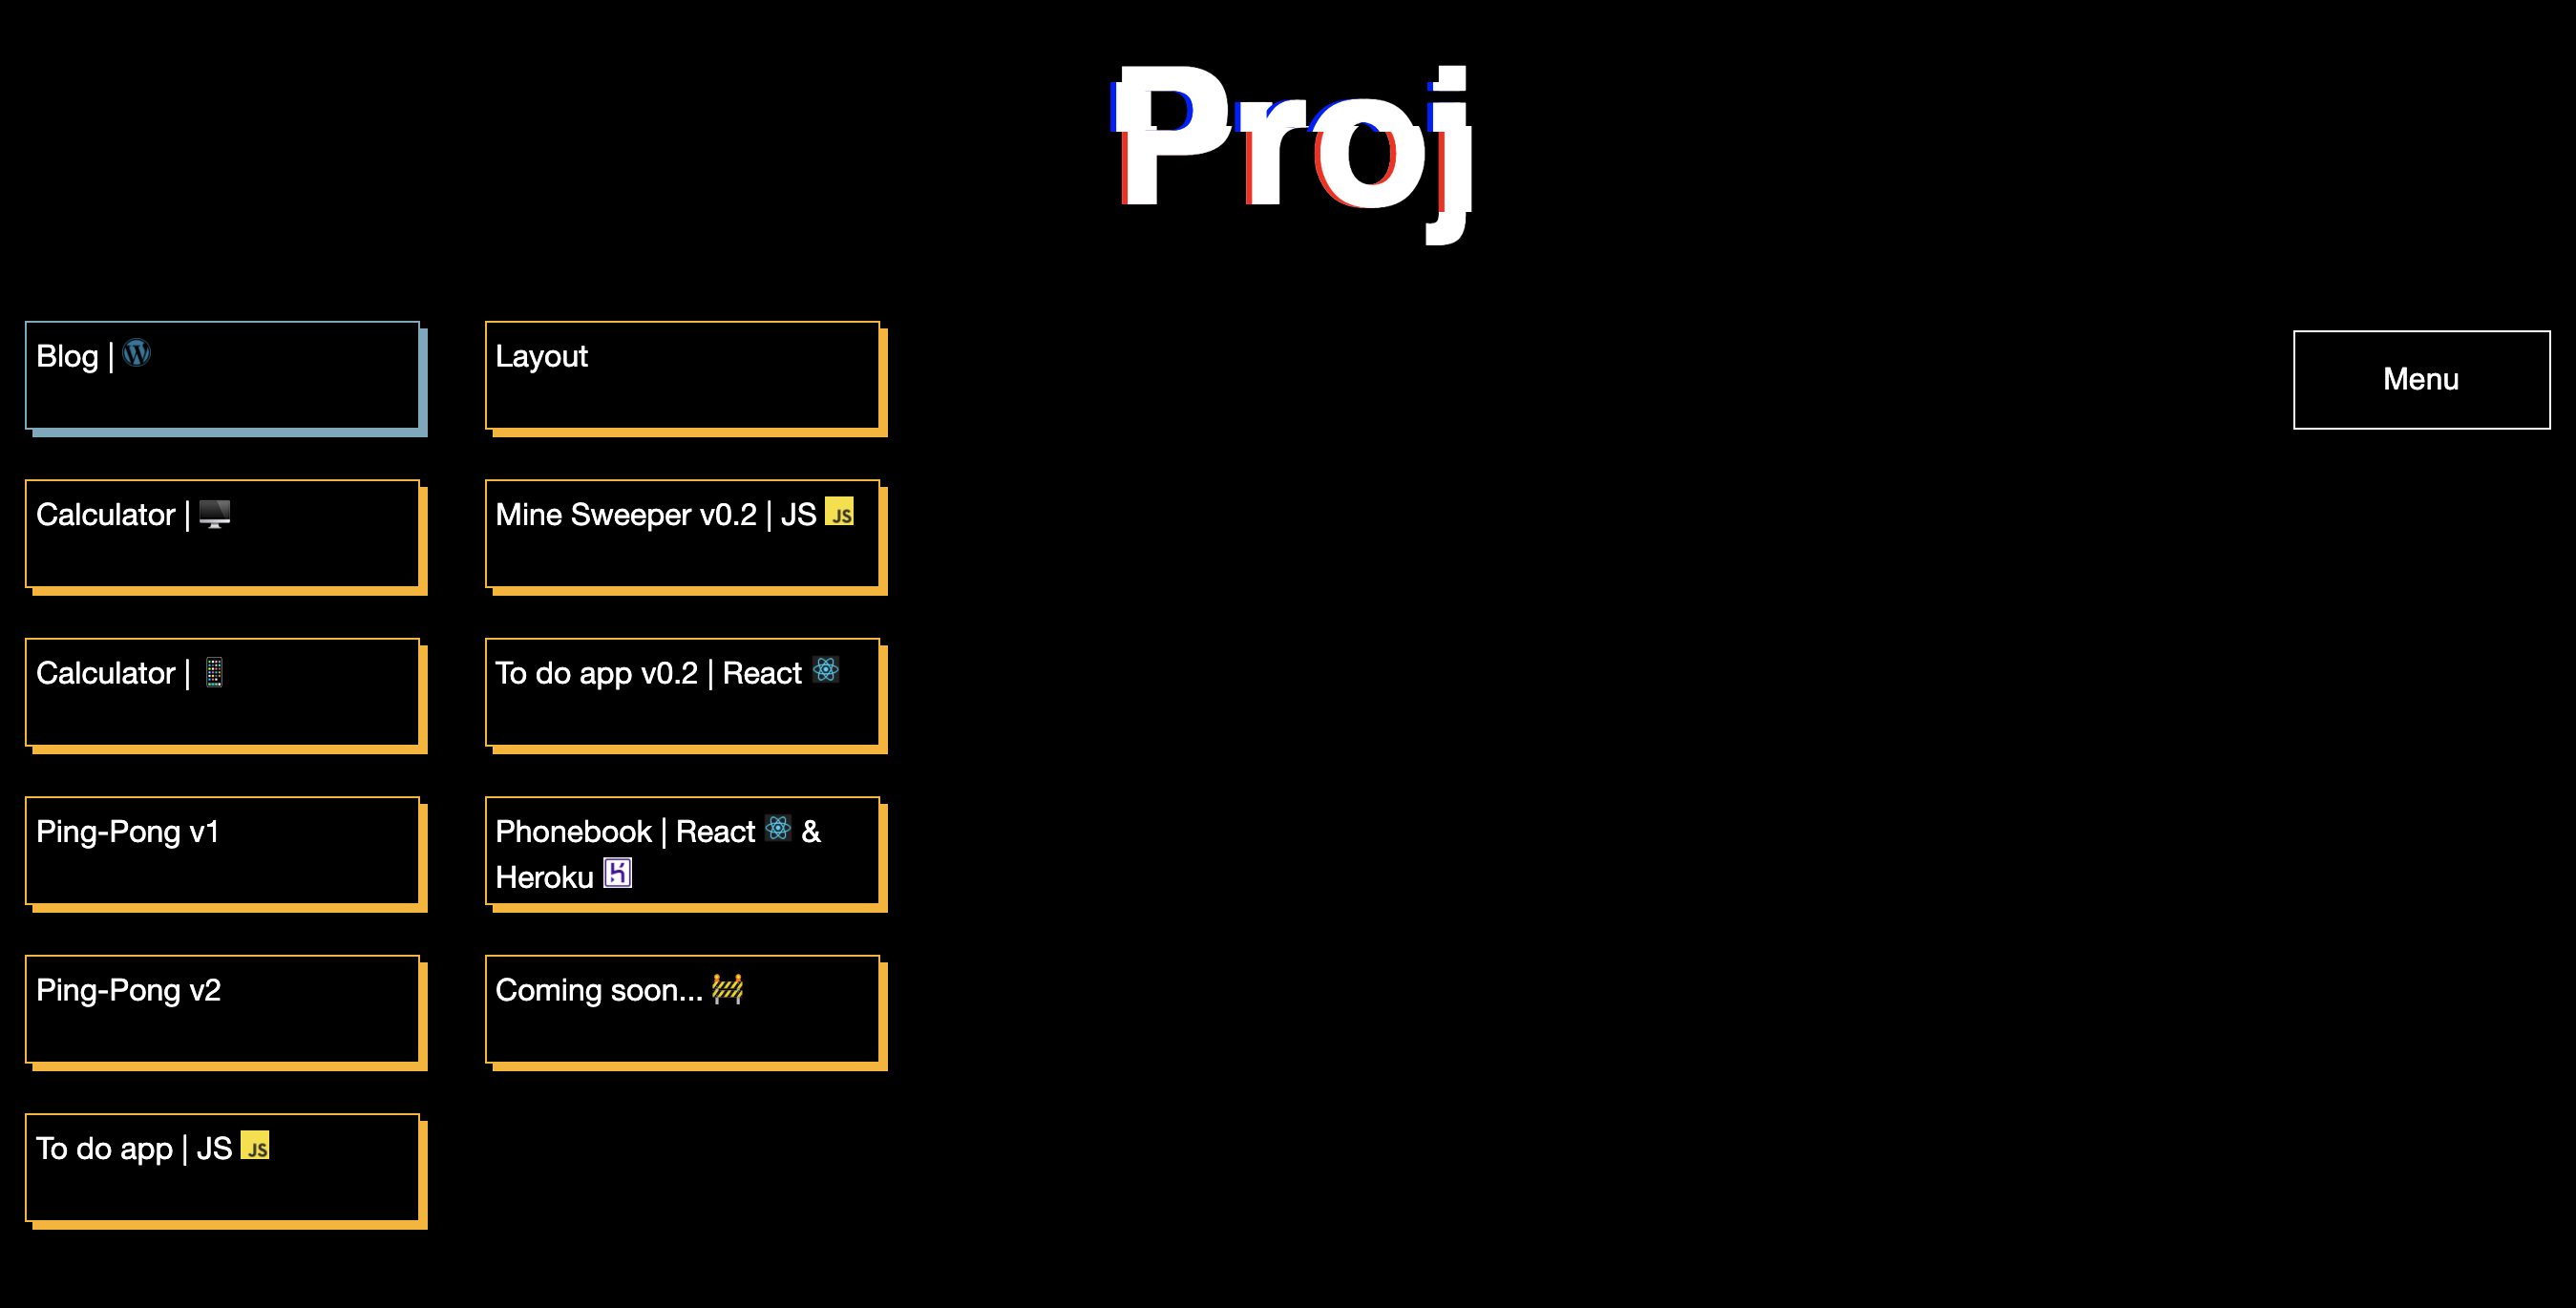 Proj
Blog |
Layout
Menu
Calculator | 🖥
Mine Sweeper v0.2 | JS JS
Calculator | 📱
To do app v0.2 | React
Ping-Pong v1
Phonebook | React &
Heroku
Ping-Pong v2
Coming soon... 🚧
To do app | JS JS